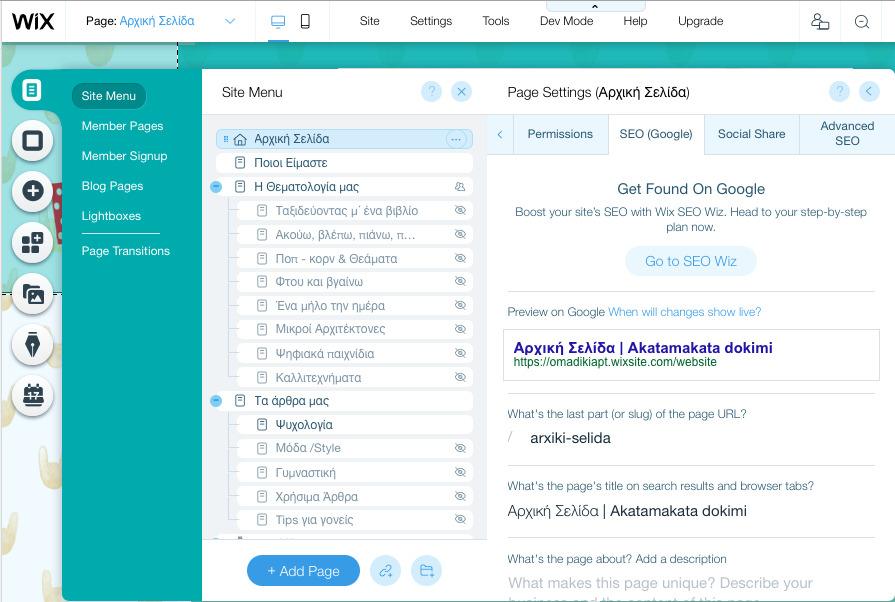 WiX
Page: Αρχική Σελίδα
Site
Settings
Tools
Dev Mode
Help
Upgrade
Site Menu
Member Pages
Member Signup
Blog Pages
Lightboxes
Page Transitions
17
Site Menu
?
Αρχική Σελίδα
Ποιοι Είμαστε
Η Θεματολογία μας
Ταξιδεύοντας μ΄ ένα βιβλίο
Ακούω, βλέπω, πιάνω, π...
Ποπ - κορν & Θεάματα
Φτου και βγαίνω
Ένα μήλο την ημέρα
Μικροί Αρχιτέκτονες
Ψηφιακά παιχνίδια
Καλλιτεχνήματα
Τα άρθρα μας
Ψυχολογία
Μόδα /Style
Γυμναστική
Χρήσιμα Άρθρα
Tips για γονείς
+ Add Page
Page Settings (Αρχική Σελίδα)
?
Permissions
SEO (Google)
Social Share
Advanced
SEO
Get Found On Google
Boost your site's SEO with Wix SEO Wiz. Head to your step-by-step
plan now.
Go to SEO Wiz
Preview on Google When will changes show live?
Αρχική Σελίδα | Akatamakata dokimi
https://omadikiapt.wixsite.com/website
What's the last part (or slug) of the page URL?
/ arxiki-selida
What's the page's title on search results and browser tabs?
Αρχική Σελίδα | Akatamakata dokimi
What's the page about? Add a description
What makes this page unique? Describe your
business and the content of this page